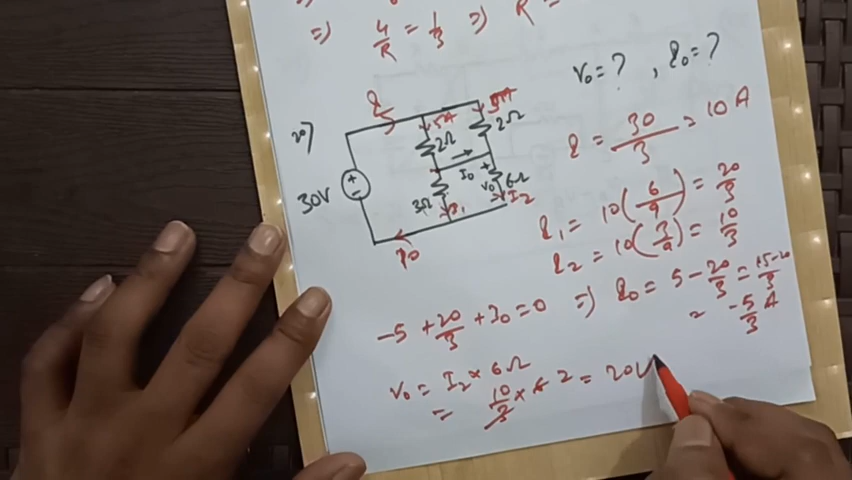 =) 4/R = 1/3 =) R =
V₀ = ? , I₀ = ?
20)
I
5A
5A
2Ω
2Ω
I = 30/3 = 10 A
30V
+
-
I₀
+
V₀
6Ω
3Ω
I₁
I₂
10
I₁ = 10(6/9) = 20/3
I₂ = 10(3/9) = 10/3
-5 + 20/3 + I₀ = 0 =) I₀ = 5 - 20/3 = 15-20/3
= -5/3 A
V₀ = I₂ × 6Ω
= 10/3 × 6 2 = 20V